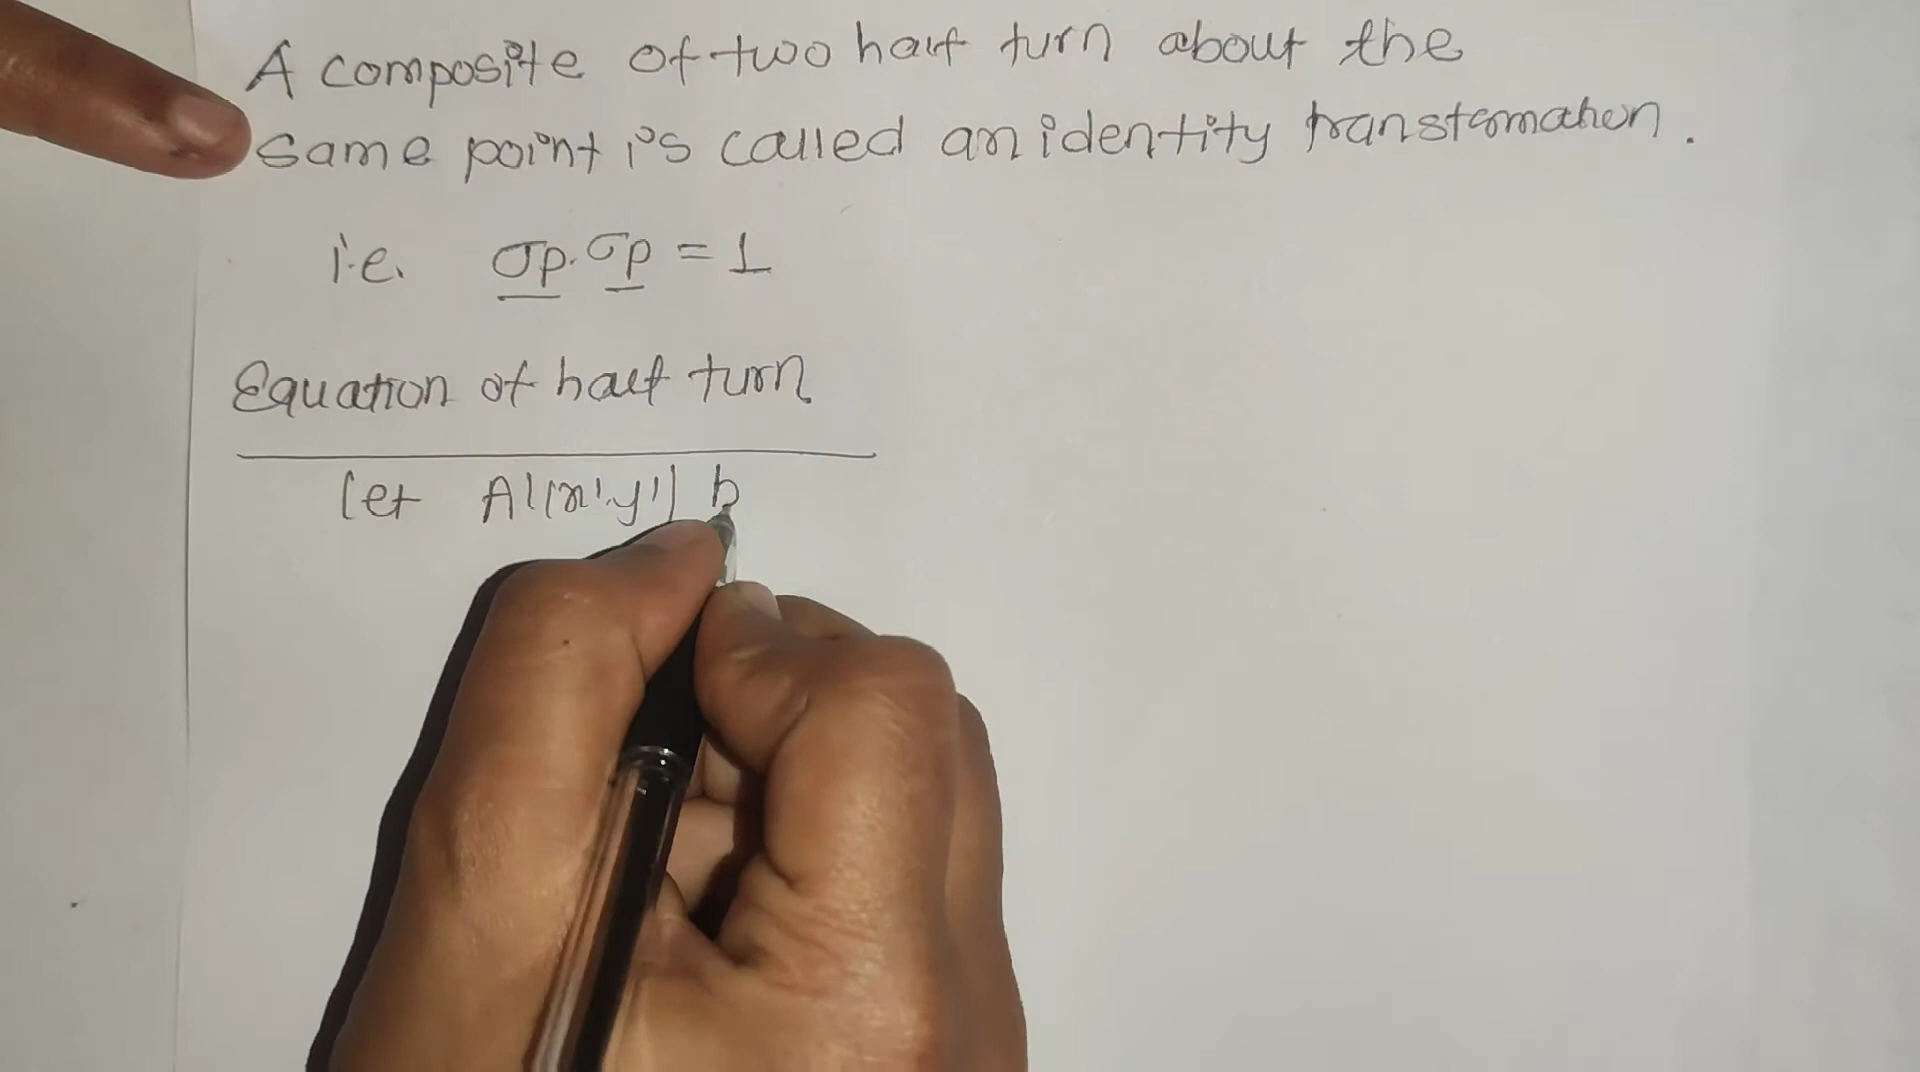 A composite of two half turn about the
same point is called an identity transformation.
i.e. σp.σp = 1
Equation of half turn
let A'(x'.y') b